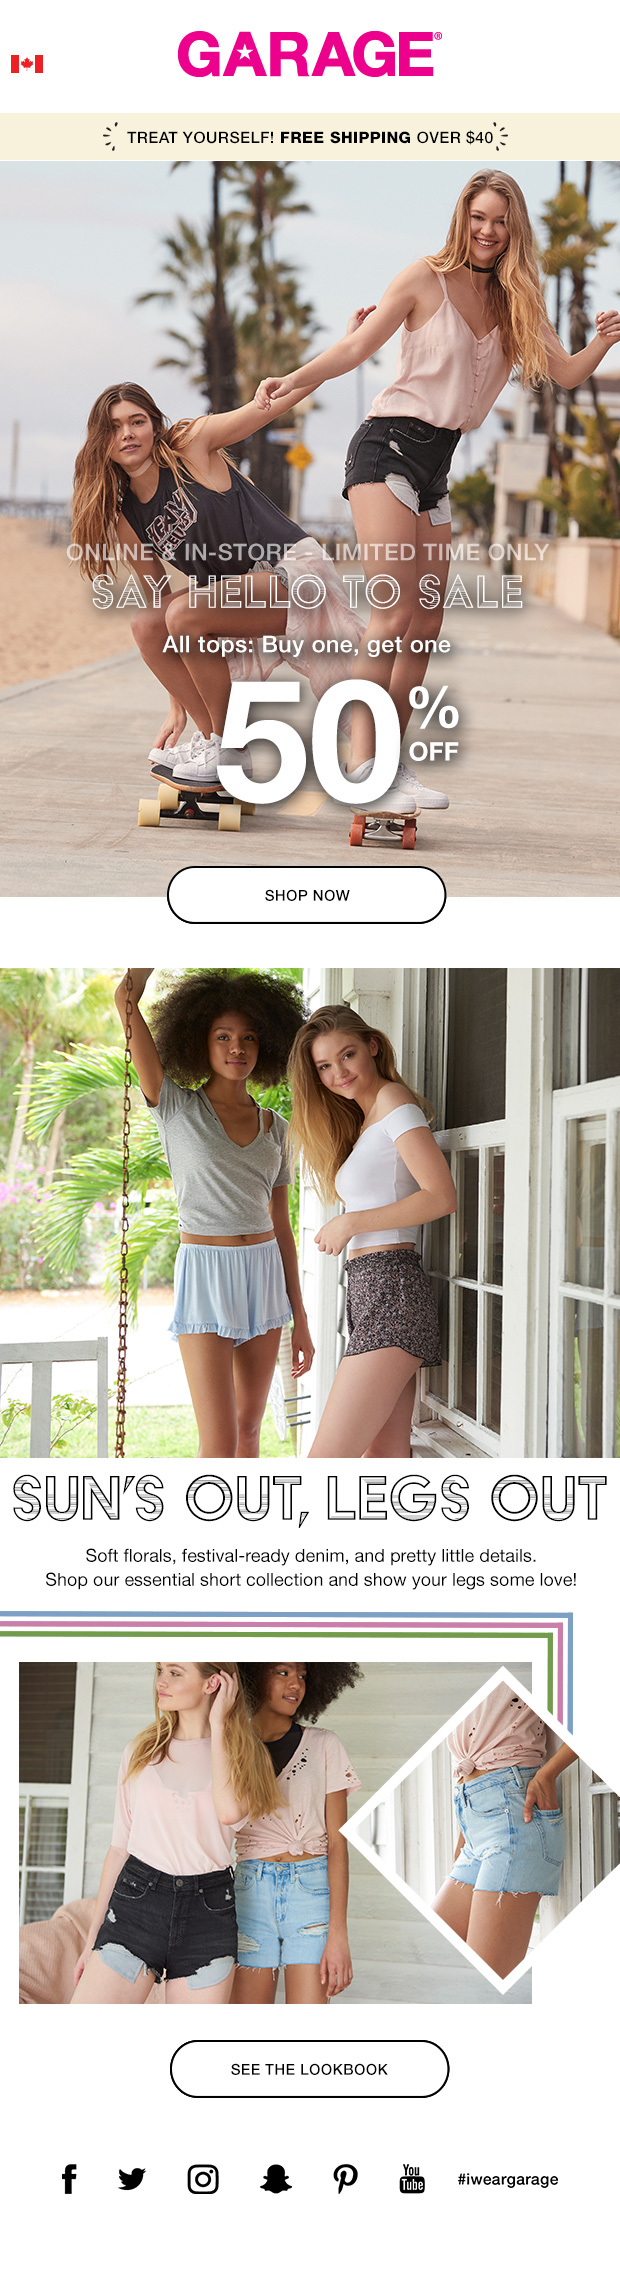 GARAGE®
TREAT YOURSELF! FREE SHIPPING OVER $40
ONLINE & IN-STORE - LIMITED TIME ONLY
SAY HELLO TO SALE
All tops: Buy one, get one
50%
OFF
SHOP NOW
SUN'S OUT, LEGS OUT
Soft florals, festival-ready denim, and pretty little details.
Shop our essential short collection and show your legs some love!
SEE THE LOOKBOOK
You
Tube
#iweargarage